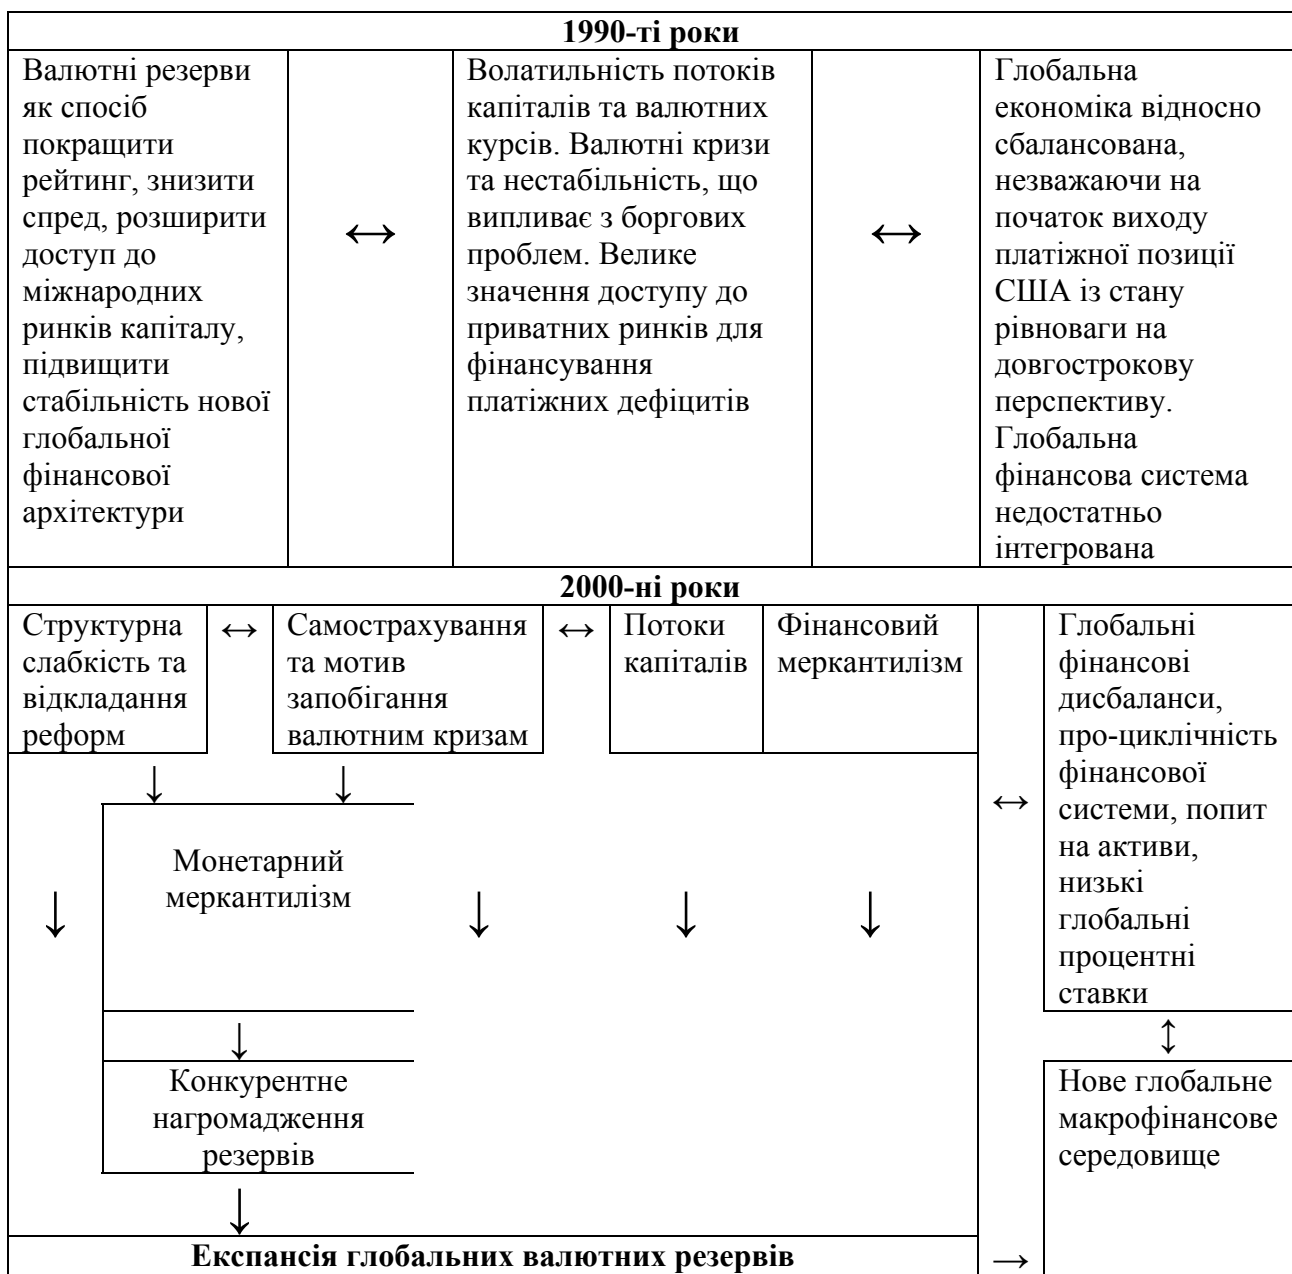 1990-ті роки
Валютні резерви
як спосіб
покращити
рейтинг, знизити
спред, розширити
доступ до
міжнародних
ринків капіталу,
підвищити
стабільність нової
глобальної
фінансової
архітектури
↔
Волатильність потоків
капіталів та валютних
курсів. Валютні кризи
та нестабільність, що
випливає з боргових
проблем. Велике
значення доступу до
приватних ринків для
фінансування
платіжних дефіцитів
↔
Глобальна
економіка відносно
сбалансована,
незважаючи на
початок виходу
платіжної позиції
США із стану
рівноваги на
довгострокову
перспективу.
Глобальна
фінансова система
недостатньо
інтегрована
2000-ні роки
Структурна
слабкість та
відкладання
реформ
↔
Самострахування
та мотив
запобігання
валютним кризам
↔
Потоки
капіталів
Фінансовий
меркантилізм
↔
Глобальні
фінансові
дисбаланси,
про-циклічність
фінансової
системи, попит
на активи,
низькі
глобальні
процентні
ставки
↓ ↓
Монетарний
меркантилізм
↓ ↓ ↓ ↓
↓
↕
Конкурентне
нагромадження
резервів
Нове глобальне
макрофінансове
середовище
↓
Експансія глобальних валютних резервів
→